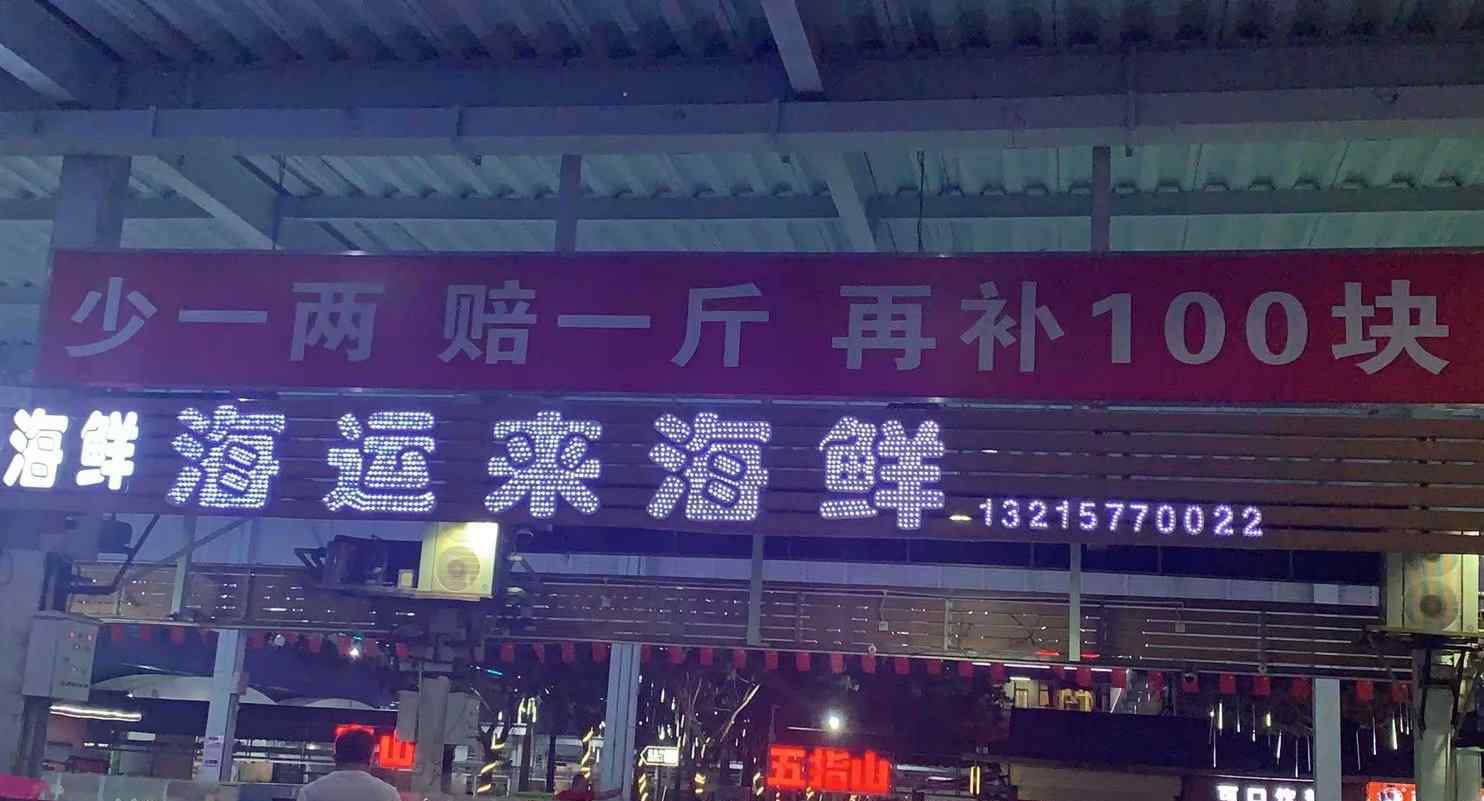 少一两 赔一斤 再补100块
海鲜 海运来海鲜 13215770022
山
五指山